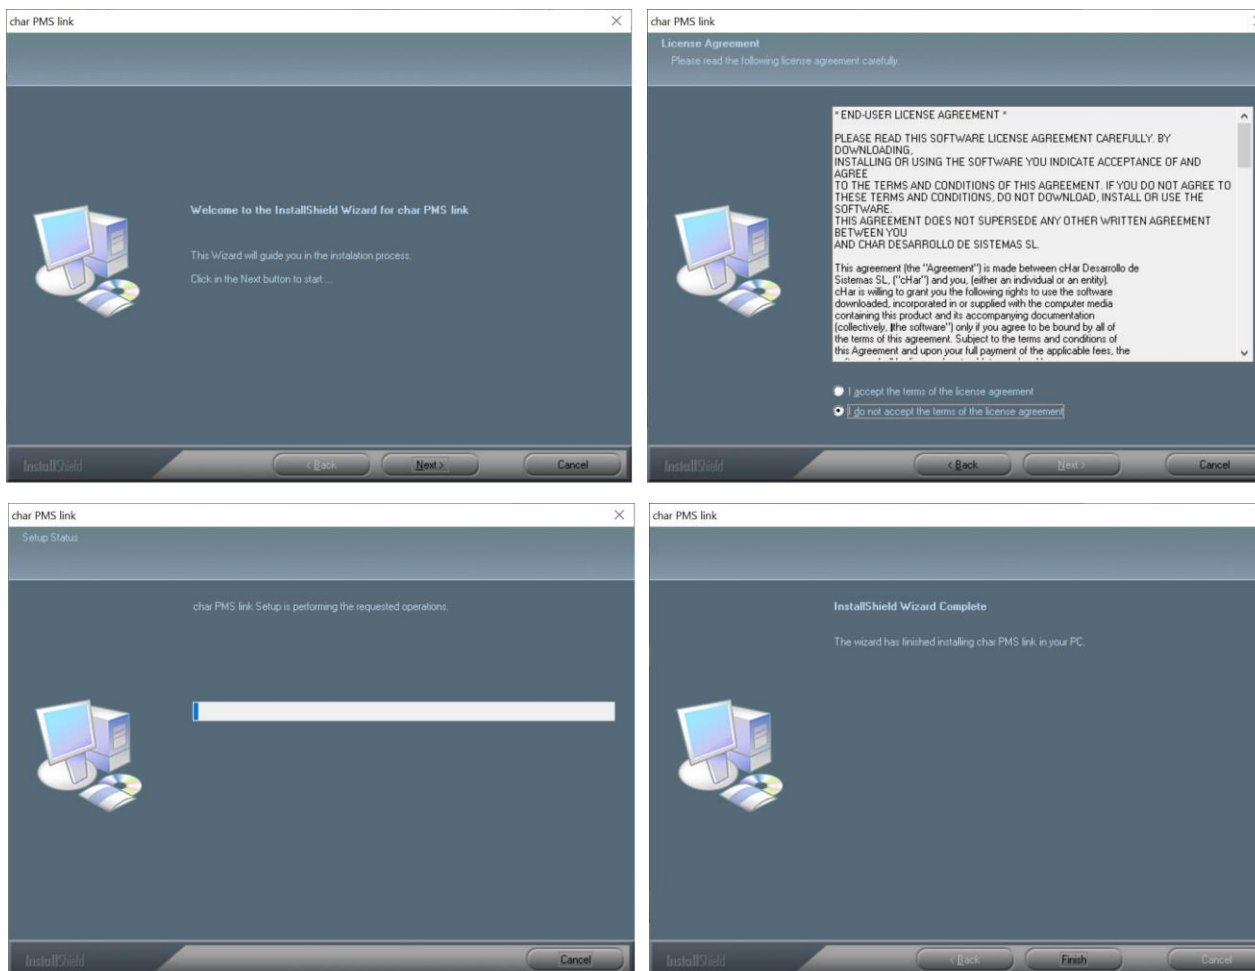 char PMS link
Welcome to the InstallShield Wizard for char PMS link
This Wizard will guide you in the instalation process.
Click in the Next button to start ...
InstallShield
< Back
Next >
Cancel
char PMS link
License Agreement
Please read the following license agreement carefully.
* END-USER LICENSE AGREEMENT *
PLEASE READ THIS SOFTWARE LICENSE AGREEMENT CAREFULLY. BY
DOWNLOADING,
INSTALLING OR USING THE SOFTWARE YOU INDICATE ACCEPTANCE OF AND
AGREE
TO THE TERMS AND CONDITIONS OF THIS AGREEMENT. IF YOU DO NOT AGREE TO
THESE TERMS AND CONDITIONS, DO NOT DOWNLOAD, INSTALL OR USE THE
SOFTWARE.
THIS AGREEMENT DOES NOT SUPERSEDE ANY OTHER WRITTEN AGREEMENT
BETWEEN YOU
AND CHAR DESARROLLO DE SISTEMAS SL.
This agreement (the "Agreement") is made between cHar Desarrollo de
Sistemas SL, ("cHar") and you, (either an individual or an entity).
cHar is willing to grant you the following rights to use the software
downloaded, incorporated in or supplied with the computer media
containing this product and its accompanying documentation
(collectively, the software") only if you agree to be bound by all of
the terms of this agreement. Subject to the terms and conditions of
this Agreement and upon your full payment of the applicable fees, the
I accept the terms of the license agreement
I do not accept the terms of the license agreement
InstallShield
< Back
Next >
Cancel
char PMS link
Setup Status
char PMS link Setup is performing the requested operations.
InstallShield
Cancel
char PMS link
InstallShield Wizard Complete
The wizard has finished installing char PMS link in your PC.
InstallShield
< Back
Finish
Cancel